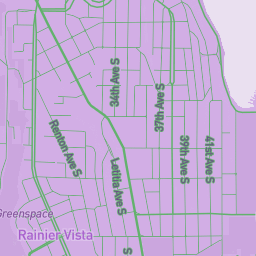 34th Ave S
37th Ave S
Renton Ave S
Letitia Ave S
39th Ave S
41st Ave S
Greenspace
Rainier Vista
S